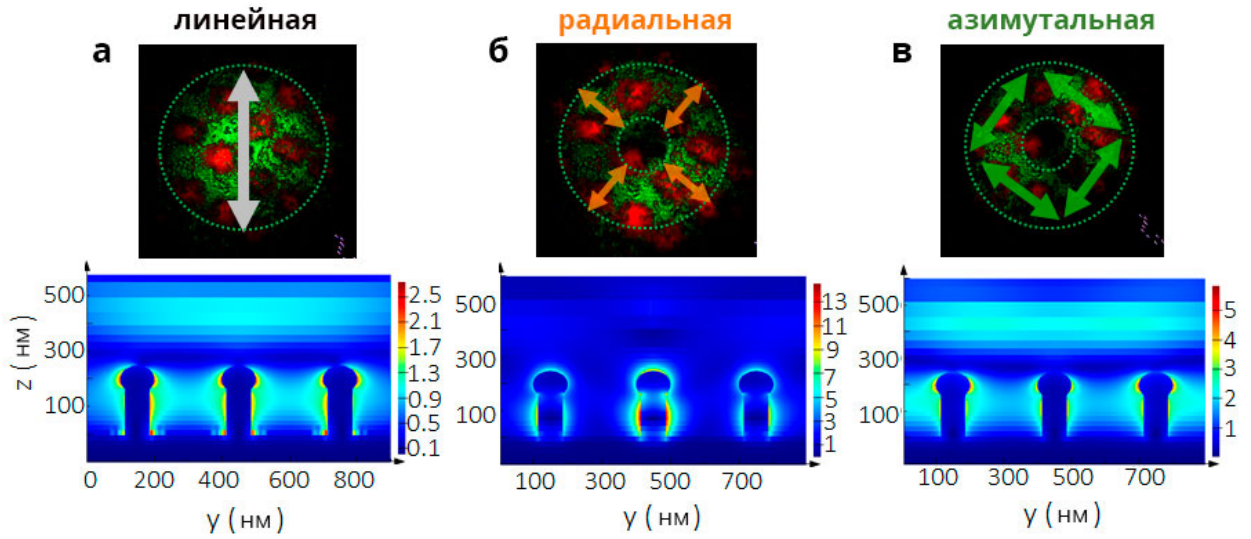 линейная
радиальная
азимутальная
а
б
в
500
300
100
z ( нм )
0 200 400 600 800
y ( нм )
2.5
2.1
1.7
1.3
0.9
0.5
0.1
500
300
100
100 300 500 700
y ( нм )
13
11
9
7
5
3
1
500
300
100
100 300 500 700
y ( нм )
5
4
3
2
1